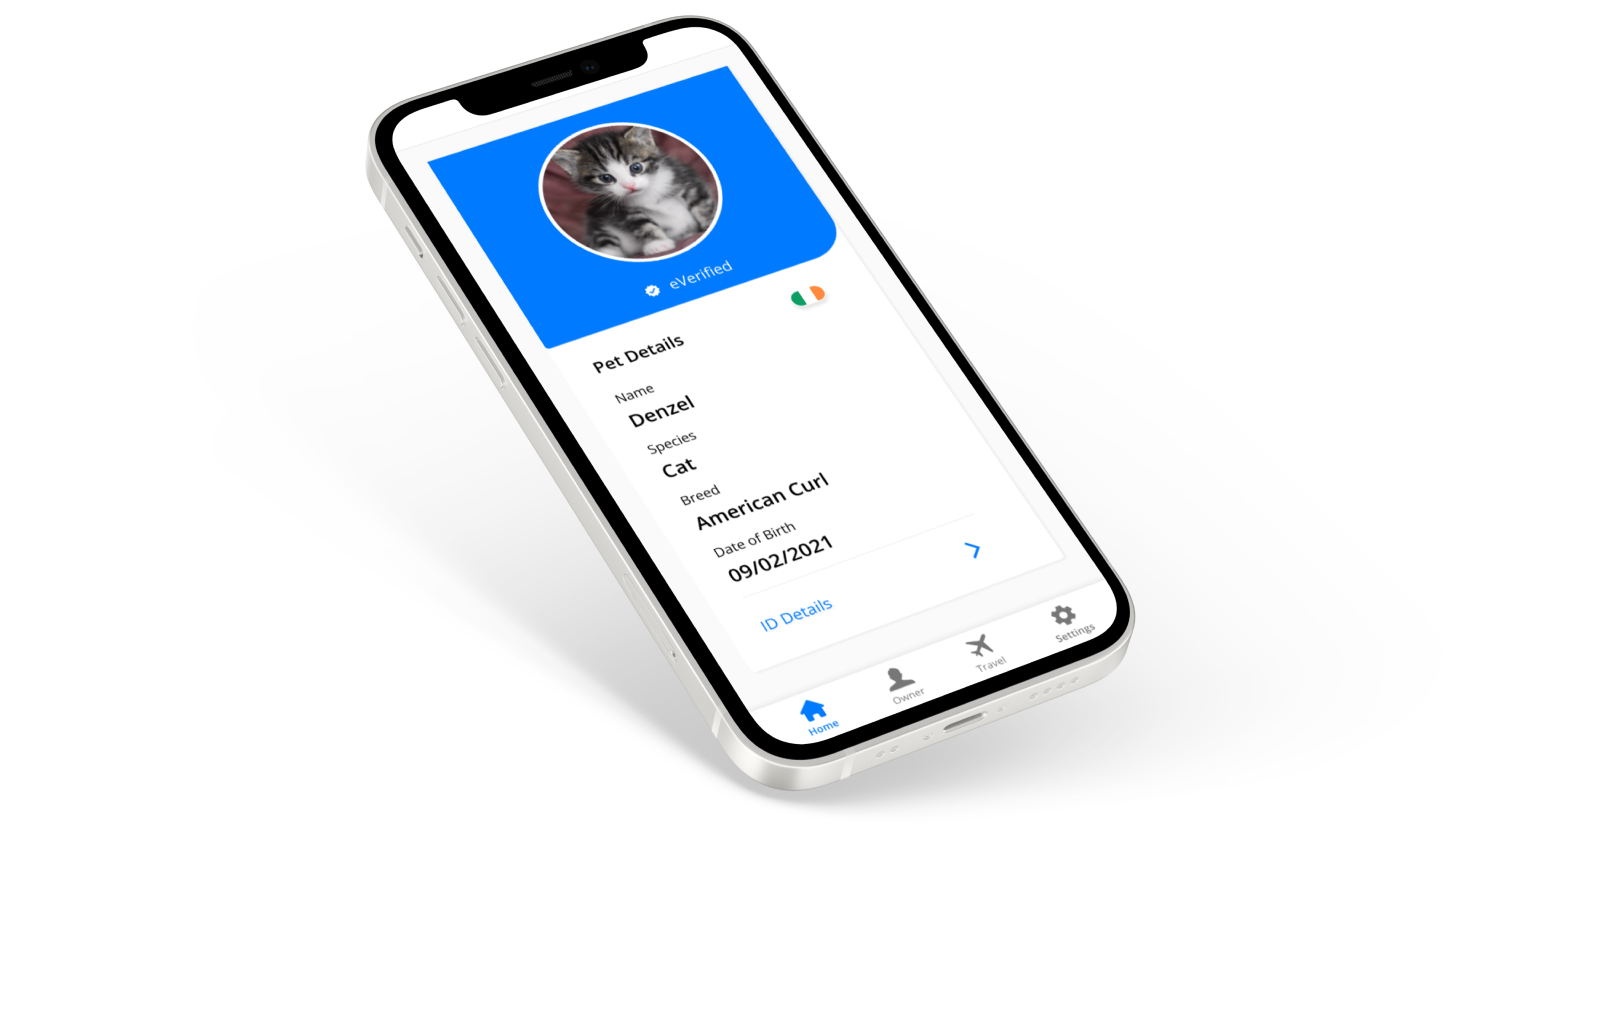 eVerified
Pet Details
Name
Denzel
Species
Cat
Breed
American Curl
Date of Birth
09/02/2021
ID Details
Home
Owner
Travel
Settings